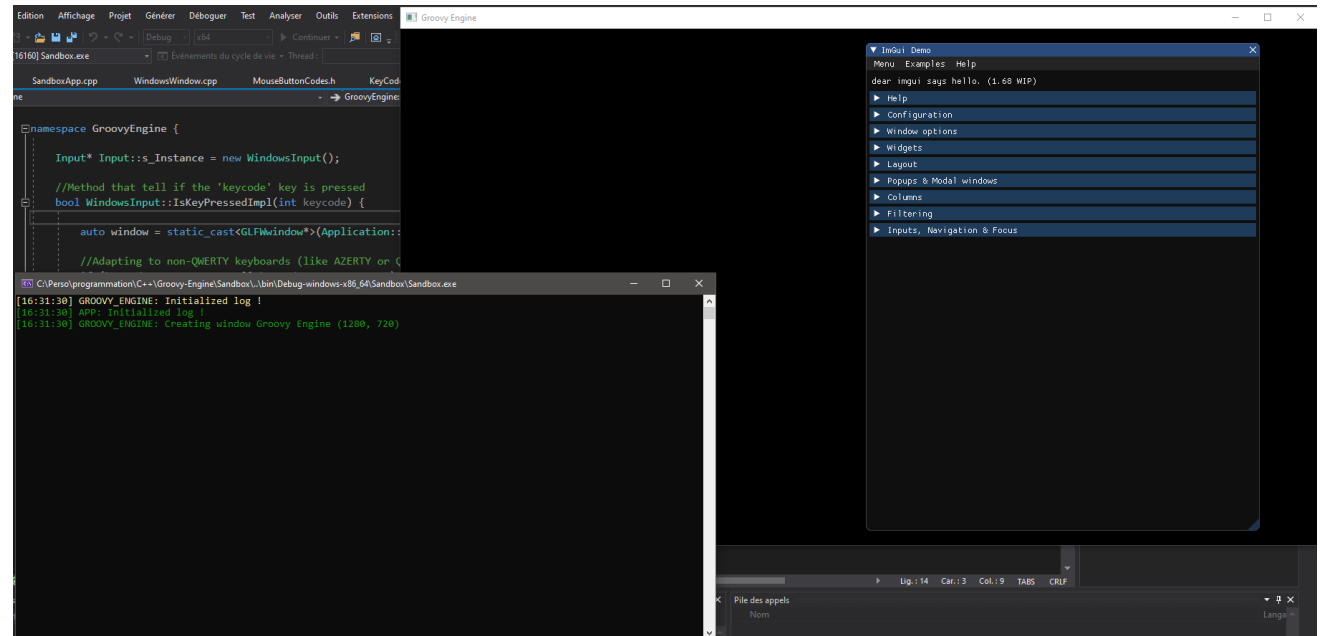 Edition Affichage Projet Générer Déboguer Test Analyser Outils Extensions
Groovy Engine
Debug x64 Continuer
[16160] Sandbox.exe Événements du cycle de vie Thread :
SandboxApp.cpp WindowsWindow.cpp MouseButtonCodes.h KeyCod
ne GroovyEngine:
namespace GroovyEngine {
Input* Input::s_Instance = new WindowsInput();
//Method that tell if the 'keycode' key is pressed
bool WindowsInput::IsKeyPressedImpl(int keycode) {
auto window = static_cast<GLFWwindow*>(Application::
//Adapting to non-QWERTY keyboards (like AZERTY or Q
ImGui Demo
Menu Examples Help
dear imgui says hello. (1.68 WIP)
Help
Configuration
Window options
Widgets
Layout
Popups & Modal windows
Columns
Filtering
Inputs, Navigation & Focus
C:\Perso\programmation\C++\Groovy-Engine\Sandbox\..\bin\Debug-windows-x86_64\Sandbox\Sandbox.exe
[16:31:30] GROOVY_ENGINE: Initialized log !
[16:31:30] APP: Initialized log !
[16:31:30] GROOVY_ENGINE: Creating window Groovy Engine (1280, 720)
Lig. : 14 Car. : 3 Col. : 9 TABS CRLF
Pile des appels
Nom Langa